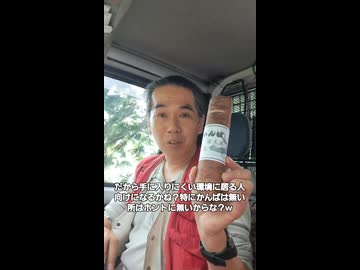 だから手に入りにくい環境に居る人
向けになるかね？特にかんぱは無い
所はホントに無いからな？w